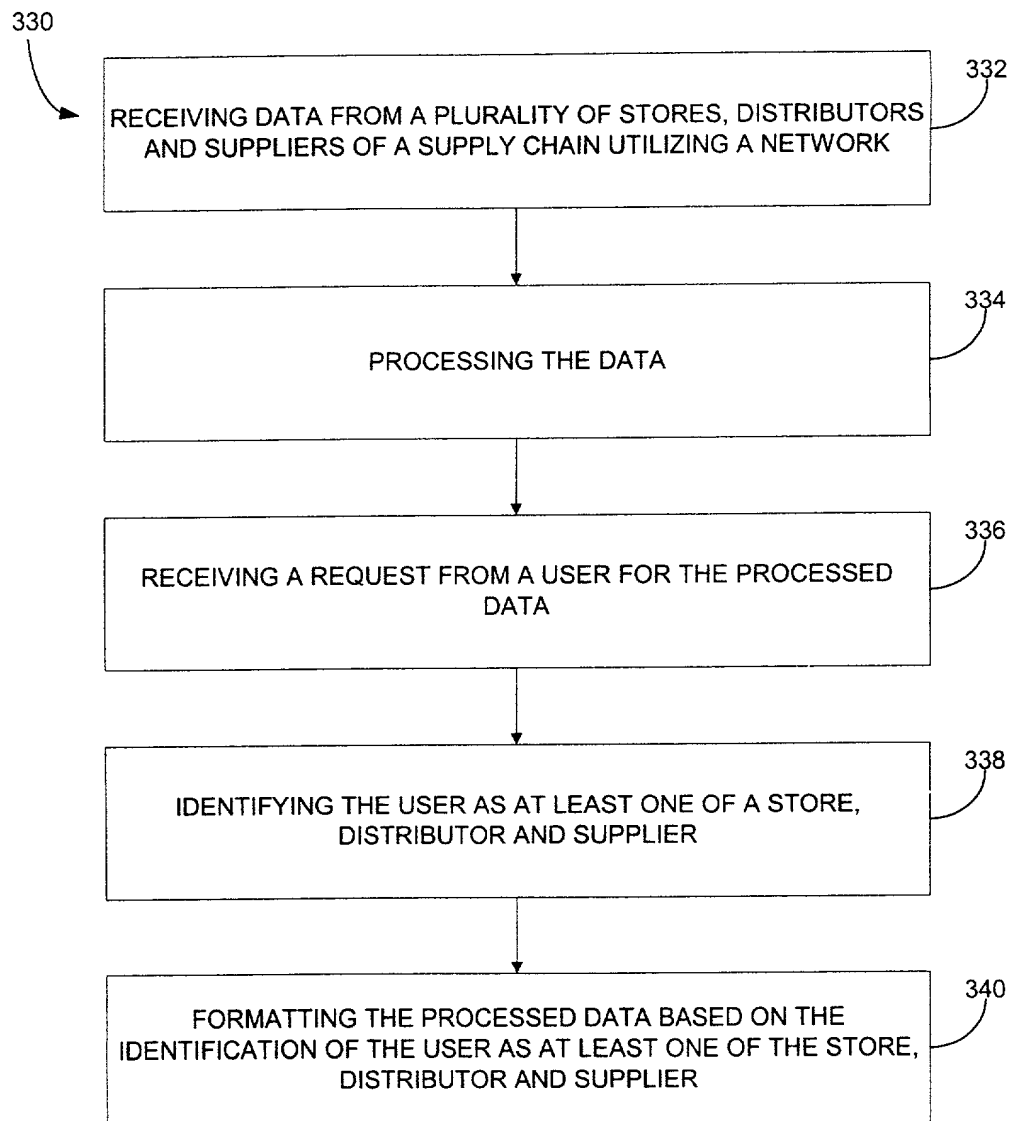 330
332
RECEIVING DATA FROM A PLURALITY OF STORES, DISTRIBUTORS
AND SUPPLIERS OF A SUPPLY CHAIN UTILIZING A NETWORK
334
PROCESSING THE DATA
336
RECEIVING A REQUEST FROM A USER FOR THE PROCESSED
DATA
338
IDENTIFYING THE USER AS AT LEAST ONE OF A STORE,
DISTRIBUTOR AND SUPPLIER
340
FORMATTING THE PROCESSED DATA BASED ON THE
IDENTIFICATION OF THE USER AS AT LEAST ONE OF THE STORE,
DISTRIBUTOR AND SUPPLIER